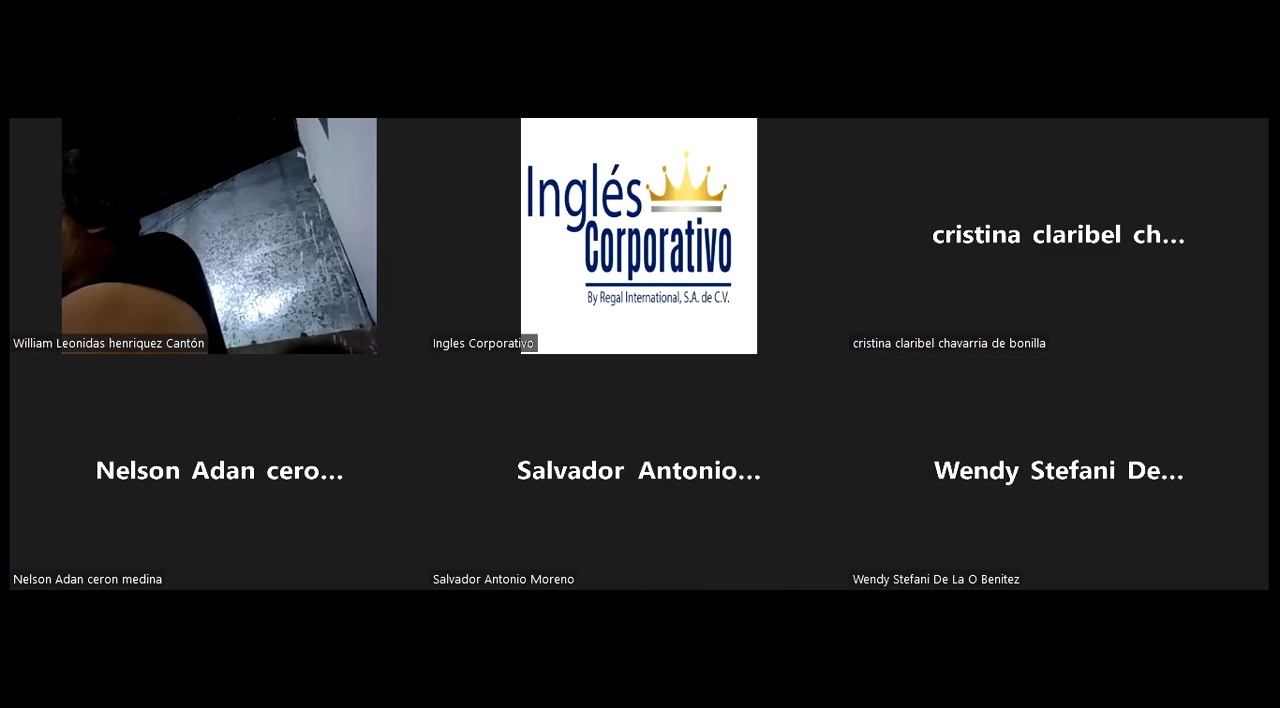 Inglés
Corporativo
By Regal International, S.A. de C.V.
cristina claribel ch...
William Leonidas henriquez Cantón
Ingles Corporativo
cristina claribel chavarria de bonilla
Nelson Adan cero...
Salvador Antonio...
Wendy Stefani De...
Nelson Adan ceron medina
Salvador Antonio Moreno
Wendy Stefani De La O Benitez